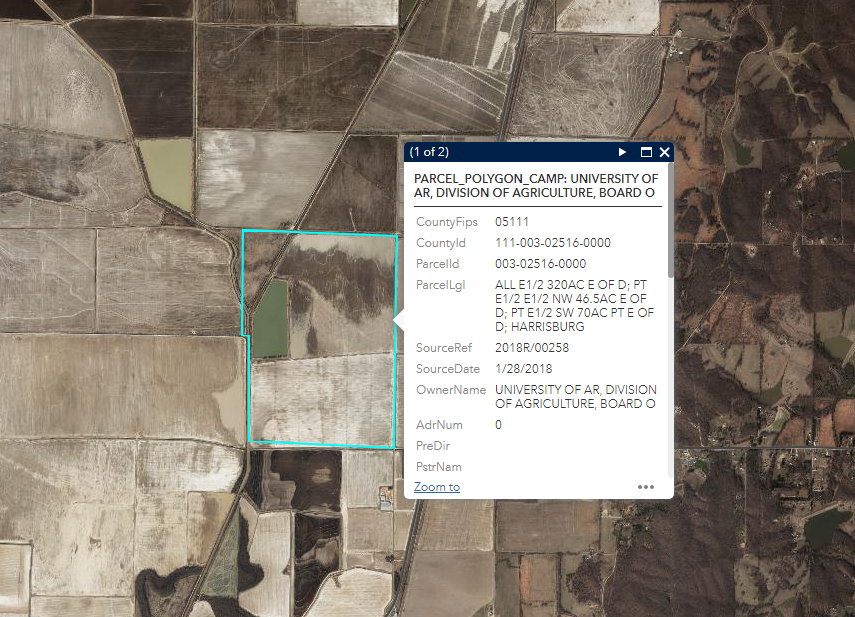 (1 of 2)
PARCEL_POLYGON_CAMP: UNIVERSITY OF
AR, DIVISION OF AGRICULTURE, BOARD O
CountyFips 05111
CountyId 111-003-02516-0000
ParcelId 003-02516-0000
ParcelLgl ALL E1/2 320AC E OF D; PT
E1/2 E1/2 NW 46.5AC E OF
D; PT E1/2 SW 70AC PT E OF
D; HARRISBURG
SourceRef 2018R/00258
SourceDate 1/28/2018
OwnerName UNIVERSITY OF AR, DIVISION
OF AGRICULTURE, BOARD O
AdrNum 0
PreDir
PstrNam
Zoom to